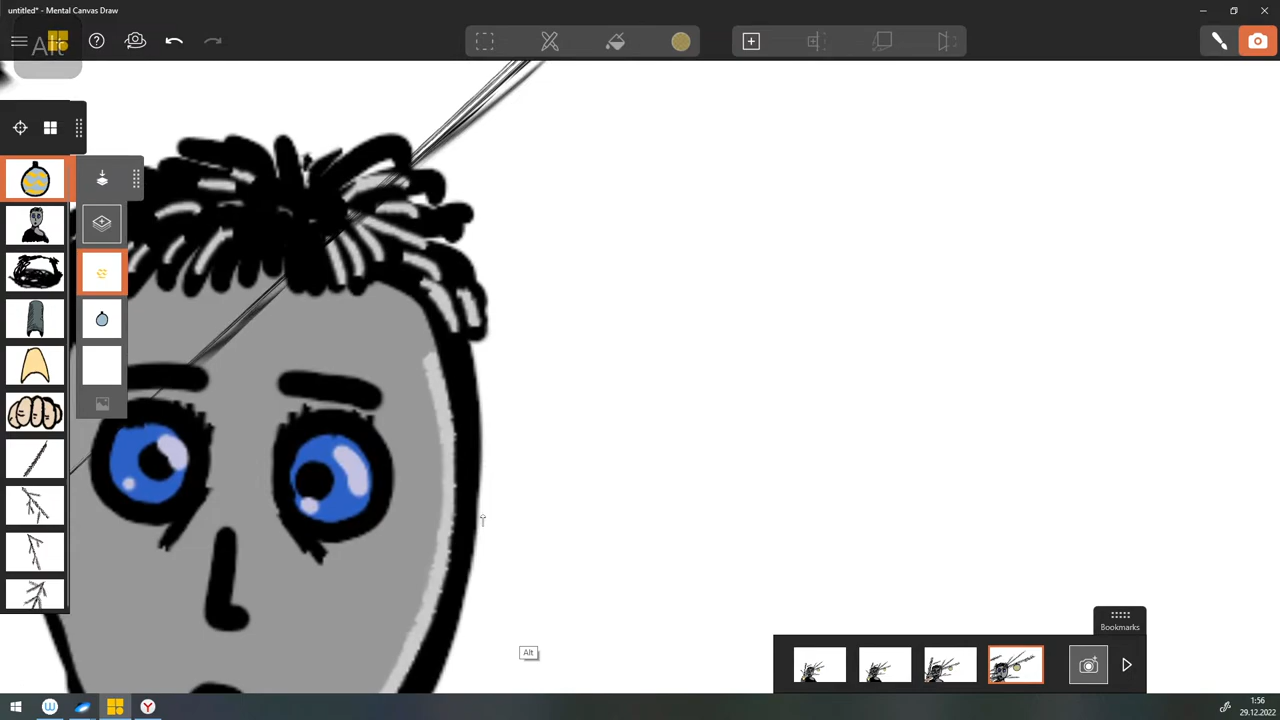 untitled* - Mental Canvas Draw
Alt
Bookmarks
Alt
1:56
29.12.2022